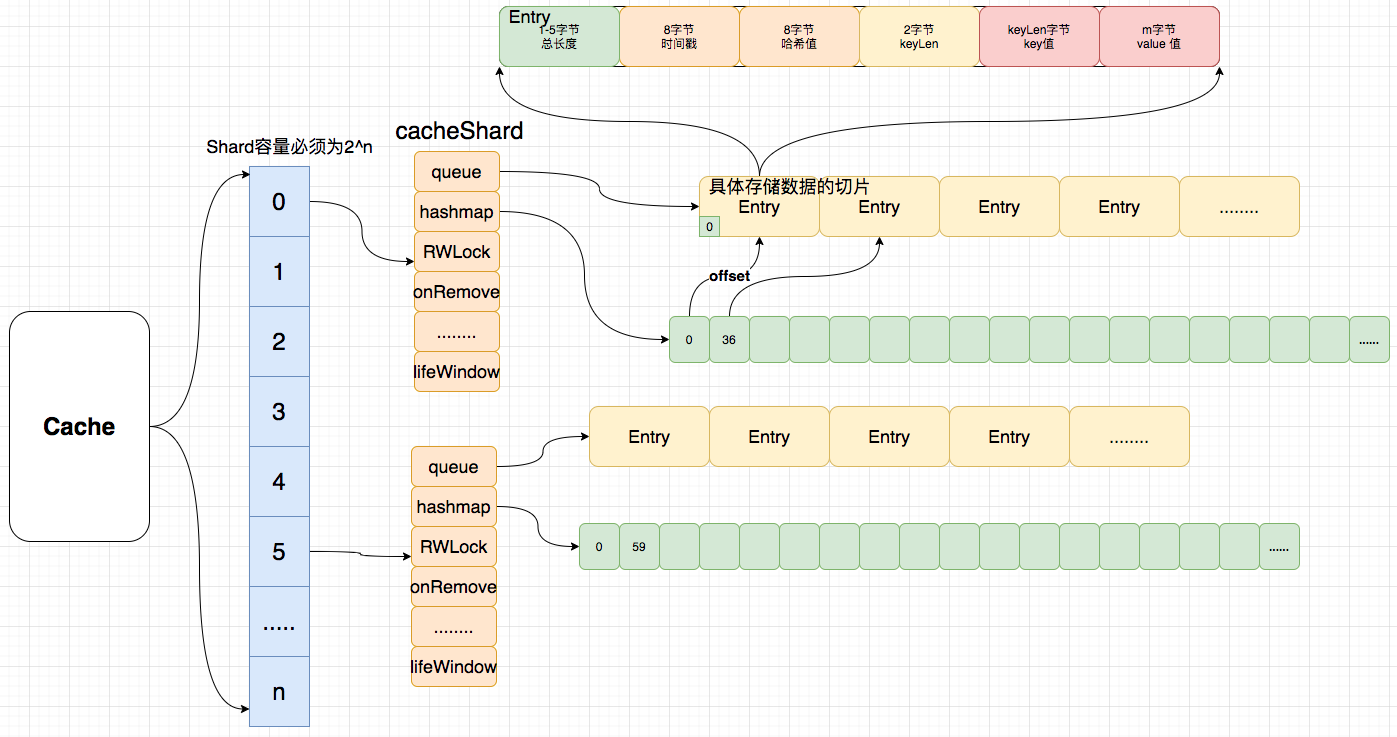 Entry
1-5字节
总长度
8字节
时间戳
8字节
哈希值
2字节
keyLen
keyLen字节
key值
m字节
value 值
cacheShard
Shard容量必须为2^n
Cache
0
1
2
3
4
5
.....
n
queue
hashmap
RWLock
onRemove
........
lifeWindow
具体存储数据的切片
Entry
Entry
Entry
Entry
........
0
offset
0
36
......
queue
hashmap
RWLock
onRemove
........
lifeWindow
Entry
Entry
Entry
Entry
........
0
59
......